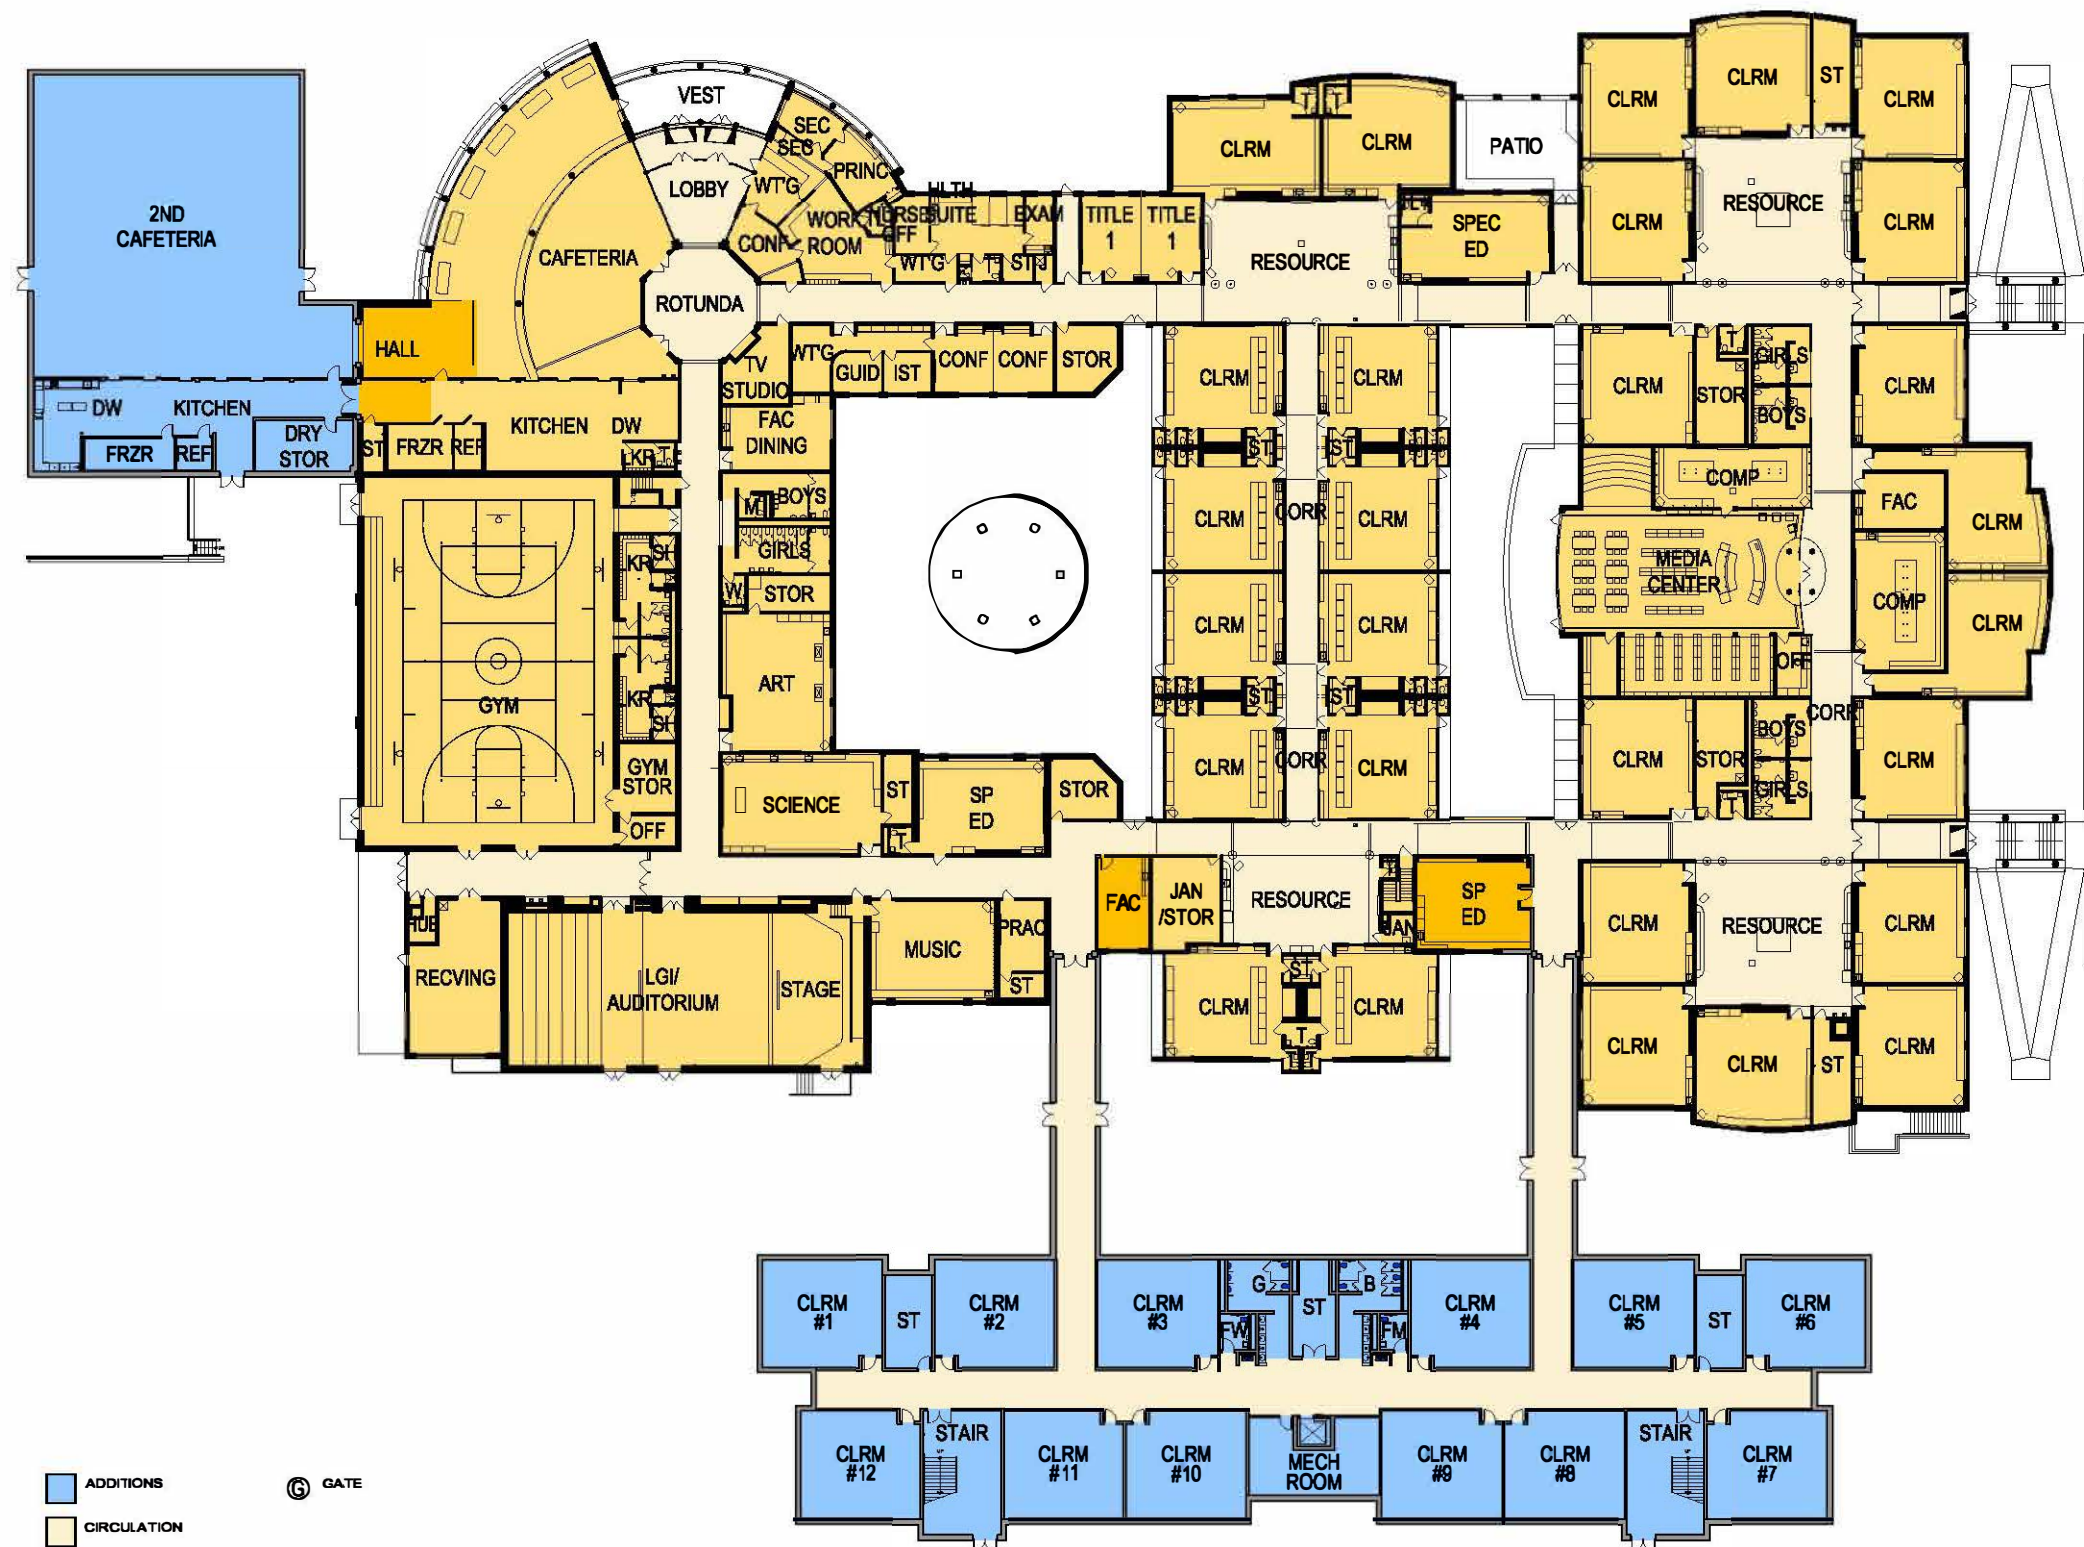 CLRM
ST
CLRM
CLRM
VEST
SEC
SEC
CLRM
CLRM
PATIO
PRINC
LOBBY
WT'G
HLTH
2ND
CAFETERIA
WORK
ROOM
NURSE
OFF
SUITE
EXAM
TITLE
1
TITLE
1
SPEC
ED
CLRM
RESOURCE
CLRM
CONF
CAFETERIA
WT'G
T
ST
J
RESOURCE
ROTUNDA
HALL
TV
STUDIO
WT'G
GUID
IST
CONF
CONF
STOR
CLRM
CLRM
CLRM
STOR
T
GIRLS
BOYS
CLRM
DW
KITCHEN
FRZR
REF
DRY
STOR
ST
FRZR
REF
KITCHEN
DW
LKR
T
FAC
DINING
ST
ST
COMP
M
BOYS
CLRM
CORR
CLRM
FAC
CLRM
GIRLS
LKR
SH
MEDIA
CENTER
W
STOR
COMP
CLRM
CLRM
CLRM
OFF
ART
GYM
LKR
SH
ST
ST
CORR
BOYS
GYM
STOR
CLRM
CORR
CLRM
CLRM
STOR
T
GIRLS
CLRM
SCIENCE
ST
SP
ED
STOR
OFF
T
FAC
JAN
/STOR
RESOURCE
JAN
SP
ED
CLRM
RESOURCE
CLRM
HUB
MUSIC
PRAC
RECVING
LGI/
AUDITORIUM
STAGE
ST
ST
CLRM
CLRM
T
CLRM
CLRM
ST
CLRM
CLRM
#1
ST
CLRM
#2
CLRM
#3
G
FW
ST
B
FM
CLRM
#4
CLRM
#5
ST
CLRM
#6
CLRM
#12
STAIR
CLRM
#11
CLRM
#10
MECH
ROOM
CLRM
#9
CLRM
#8
STAIR
CLRM
#7
ADDITIONS
G GATE
CIRCULATION